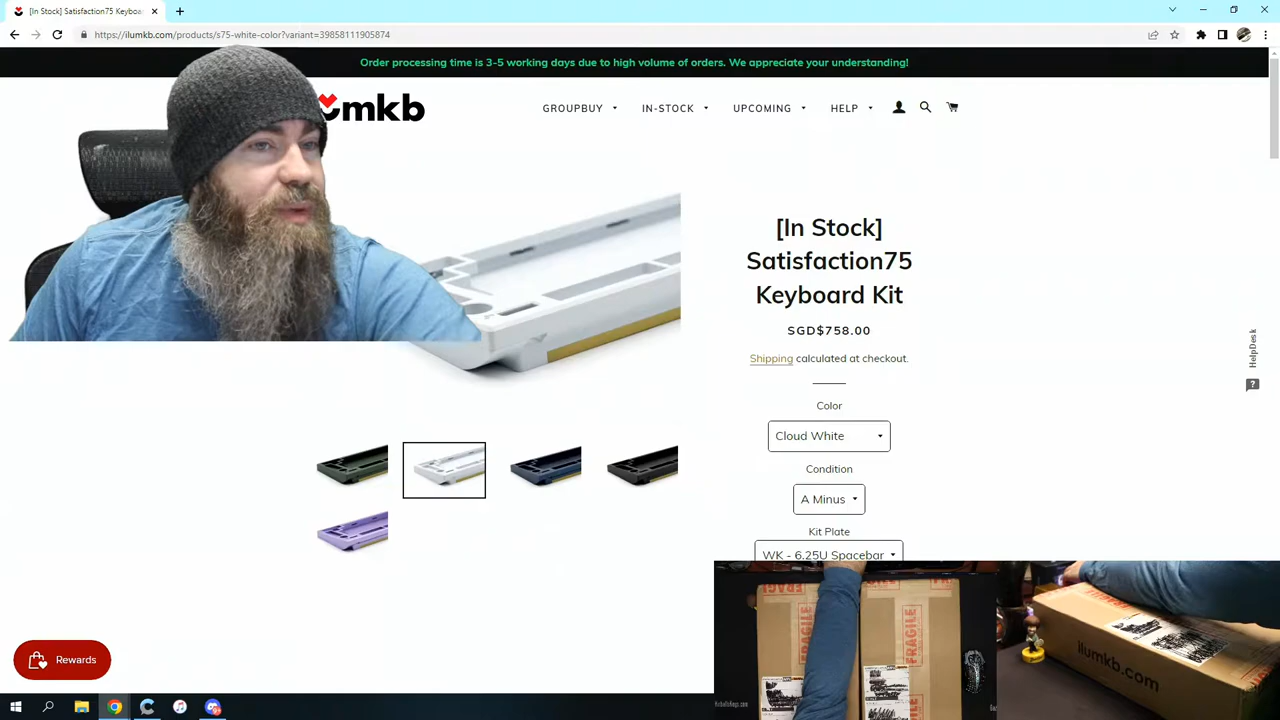 [In Stock] Satisfaction75 Keyboa
https://ilumkb.com/products/s75-white-color?variant=39858111905874
Order processing time is 3-5 working days due to high volume of orders. We appreciate your understanding!
umkb
GROUPBUY
IN-STOCK
UPCOMING
HELP
[In Stock]
Satisfaction75
Keyboard Kit
SGD$758.00
Shipping calculated at checkout.
HelpDesk
?
Color
Cloud White
Condition
A Minus
Kit Plate
WK - 6.25U Spacebar
Rewards
FRAGILE
FRAGILE
ilumkb.com